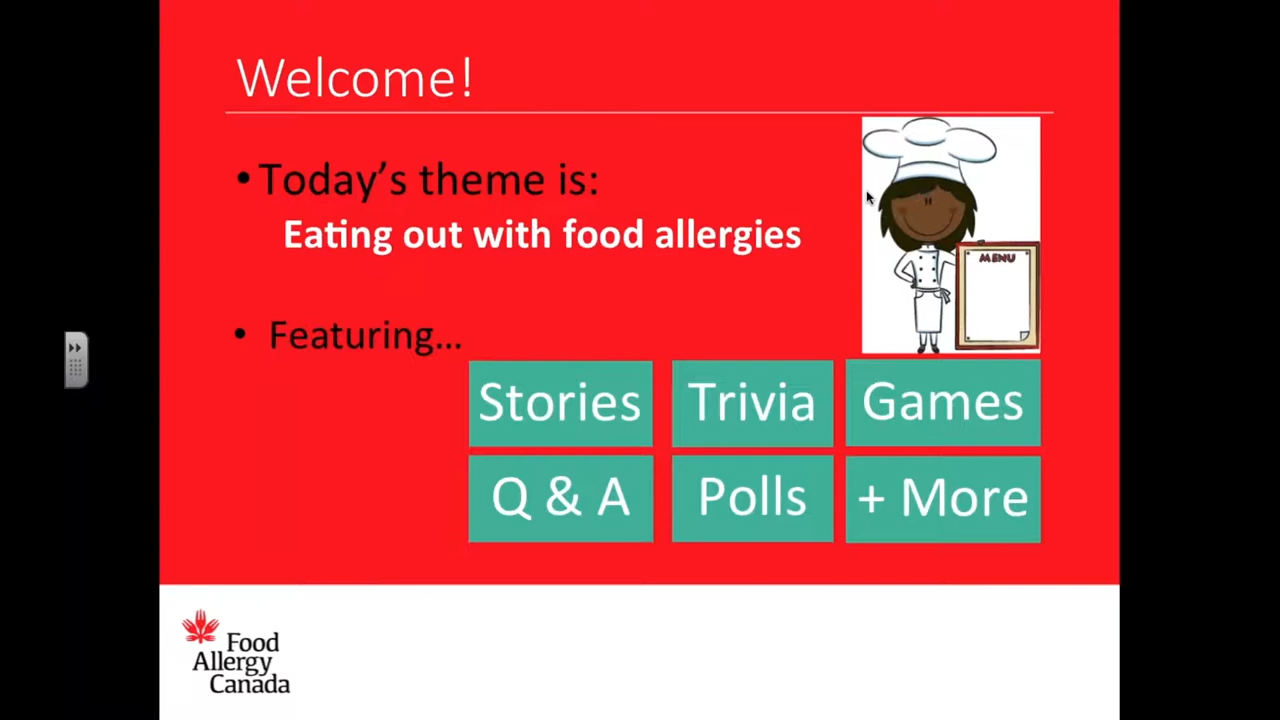 Welcome!
•Today's theme is:
Eating out with food allergies
MENU
• Featuring...
Stories
Trivia
Games
Q & A
Polls
+ More
Food
Allergy
Canada